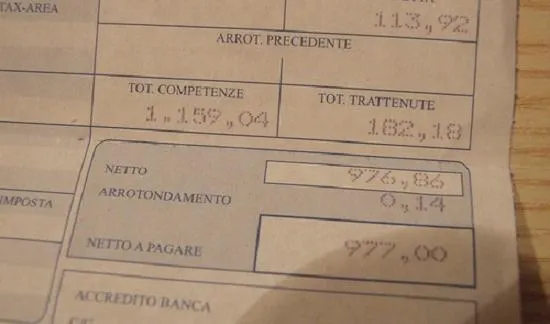 TAX-AREA
113,92
ARROT. PRECEDENTE
TOT. COMPETENZE TOT. TRATTENUTE
1.159,04 182,18
NETTO 976,86
IMPOSTA ARROTONDAMENTO 0,14
NETTO A PAGARE 977,00
ACCREDITO BANCA